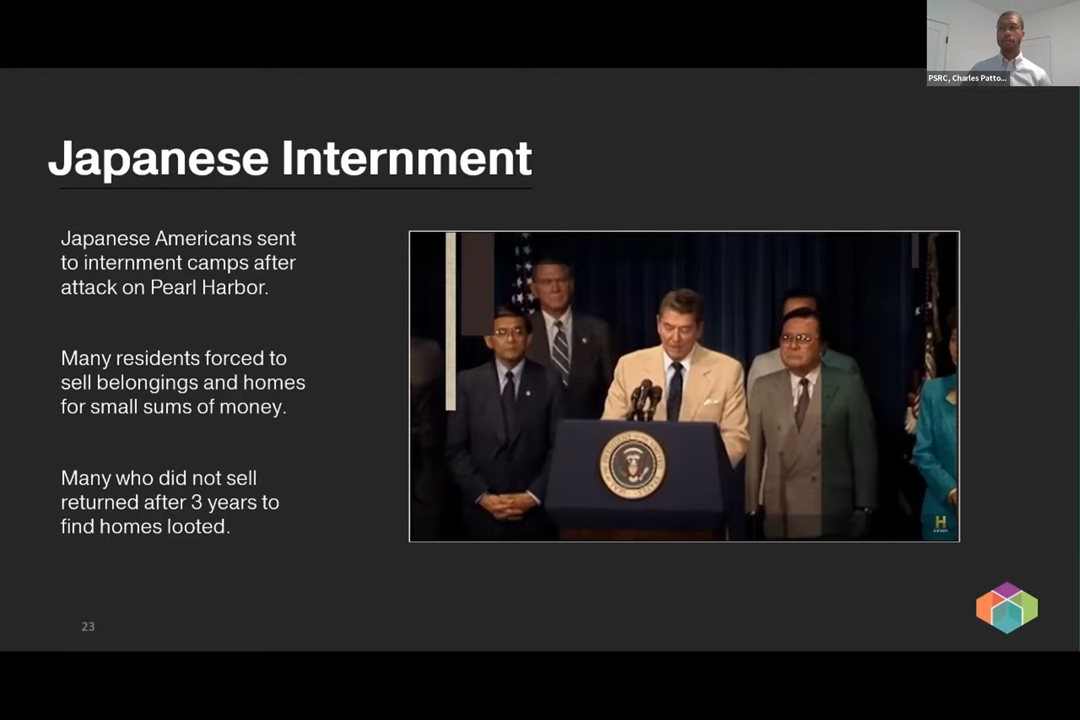 PSRC, Charles Patto...
Japanese Internment
Japanese Americans sent
to internment camps after
attack on Pearl Harbor.
Many residents forced to
sell belongings and homes
for small sums of money.
Many who did not sell
returned after 3 years to
find homes looted.
H
23